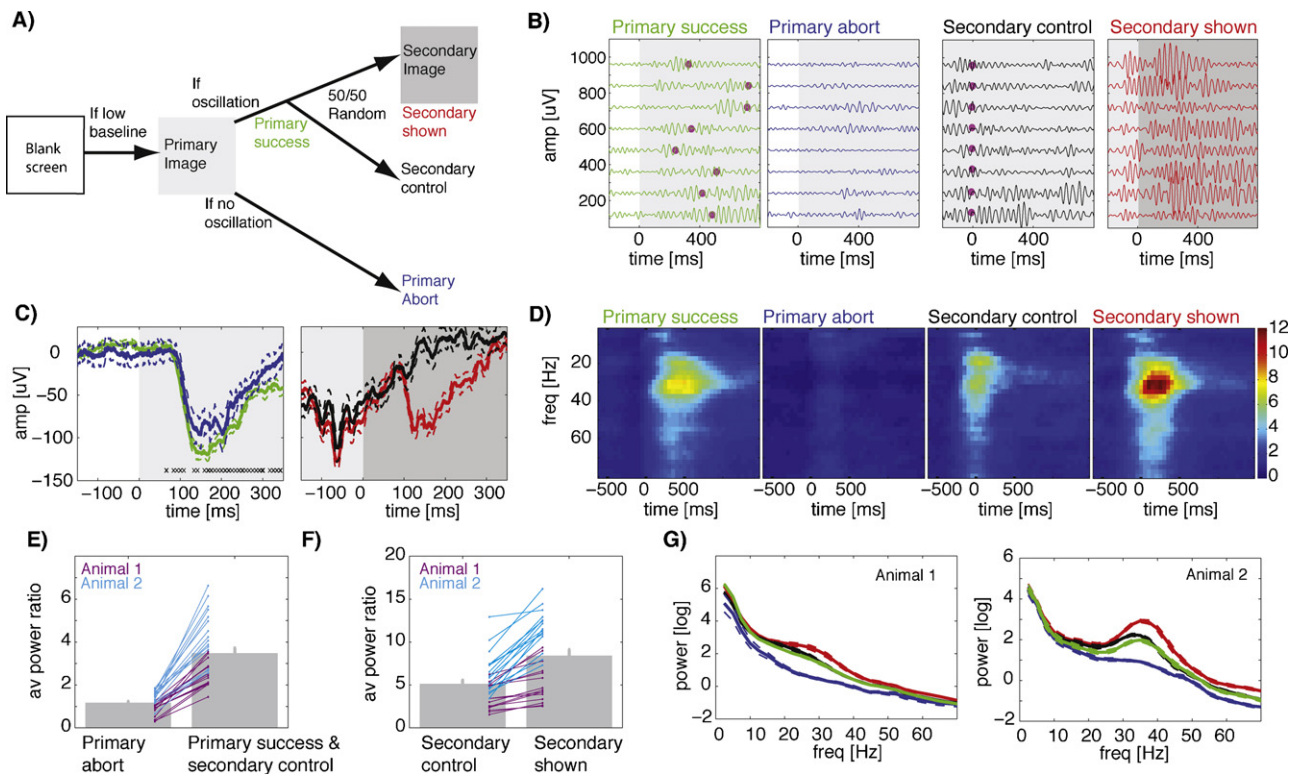 A)
Blank
screen
If low
baseline
Primary
Image
If
oscillation
Primary
success
50/50
Random
Secondary
Image
Secondary
shown
Secondary
control
If no
oscillation
Primary
Abort
B)
Primary success
Primary abort
Secondary control
Secondary shown
amp [uV]
1000
800
600
400
200
0 400
0 400
0 400
0 400
time [ms]
time [ms]
time [ms]
time [ms]
C)
amp [uV]
0
−50
−100
−150
xxxxxxxxxxxxxxxxxxxx
−100 0 100 200 300
−100 0 100 200 300
time [ms]
time [ms]
D)
Primary success
Primary abort
Secondary control
Secondary shown
freq [Hz]
20
40
60
12
10
8
6
4
2
0
−500 500
−500 500
−500 500
−500 500
time [ms]
time [ms]
time [ms]
time [ms]
E)
Animal 1
Animal 2
av power ratio
8
6
4
2
0
Primary
abort
Primary success &
secondary control
F)
Animal 1
Animal 2
av power ratio
20
15
10
5
0
Secondary
control
Secondary
shown
G)
Animal 1
power [log]
6
4
2
0
−2
0 10 20 30 40 50 60
freq [Hz]
Animal 2
power [log]
6
4
2
0
−2
0 10 20 30 40 50 60
freq [Hz]